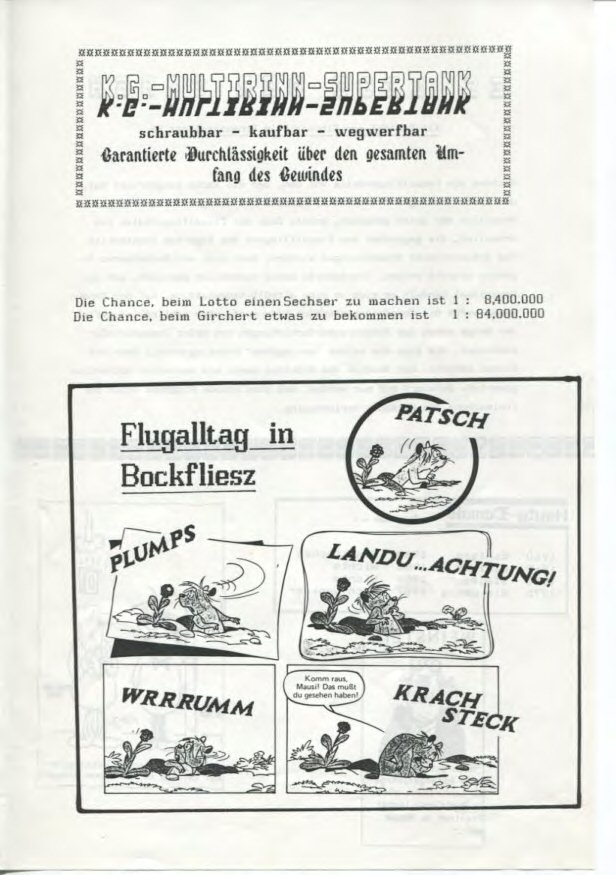 K.G.-MULTIRINN-SUPERTANK
schraubbar - kaufbar - wegwerfbar
Garantierte Durchlässigkeit über den gesamten Um-
fang des Gewindes
Die Chance, beim Lotto einen Sechser zu machen ist 1 : 8,400.000
Die Chance, beim Girchert etwas zu bekommen ist 1 : 84,000.000
Flugalltag in
Bockfliesz
PATSCH
PLUMPS
LANDU...ACHTUNG!
WRRRUMM
Komm raus,
Mausi! Das mußt
du gesehen haben!
KRACH
STECK